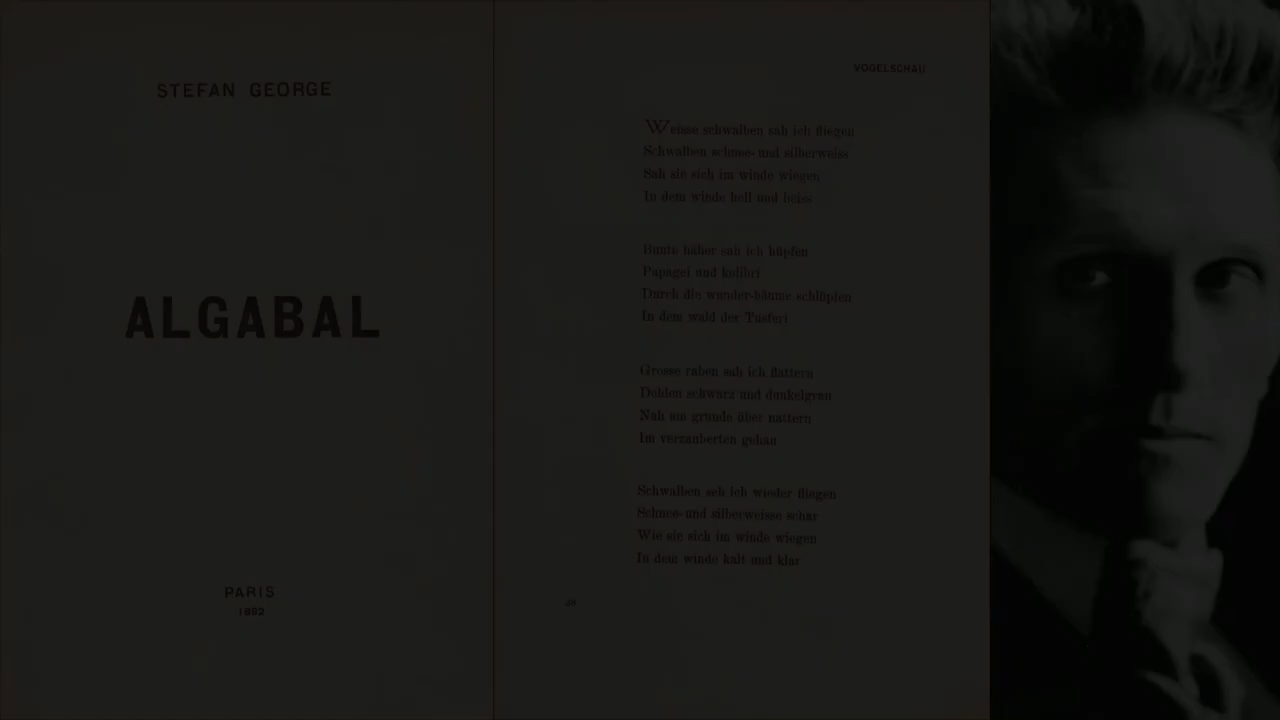 STEFAN GEORGE
ALGABAL
PARIS
1892
VOGELSCHAU
Weisse schwalben sah ich fliegen
Schwalben schnee- und silberweiss
Sah sie sich im winde wiegen
In dem winde hell und heiss
Bunte häher sah ich hüpfen
Papagei und kolibri
Durch die wunder-bäume schlüpfen
In dem wald der Tusferi
Grosse raben sah ich flattern
Dohlen schwarz und dunkelgrau
Nah am grunde über nattern
Im verzauberten gehau
Schwalben seh ich wieder fliegen
Schnee- und silberweisse schar
Wie sie sich im winde wiegen
In dem winde kalt und klar
38